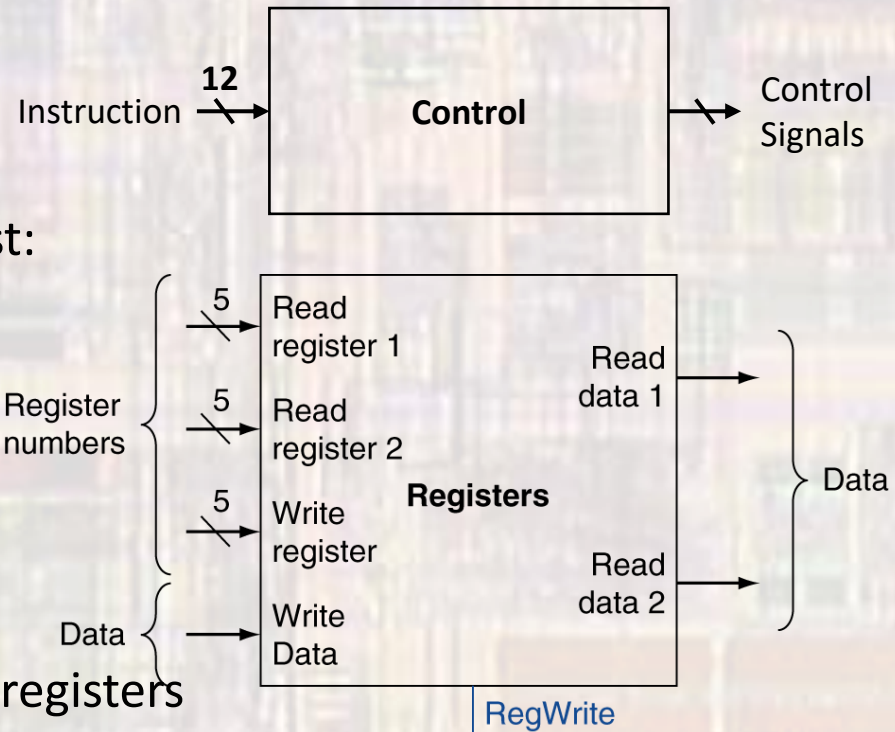 12
Instruction
Control
Control
Signals
st:
5
Read
register 1
Read
data 1
Register
numbers
5
Read
register 2
Registers
Data
5
Write
register
Read
data 2
Data
Write
Data
registers
RegWrite